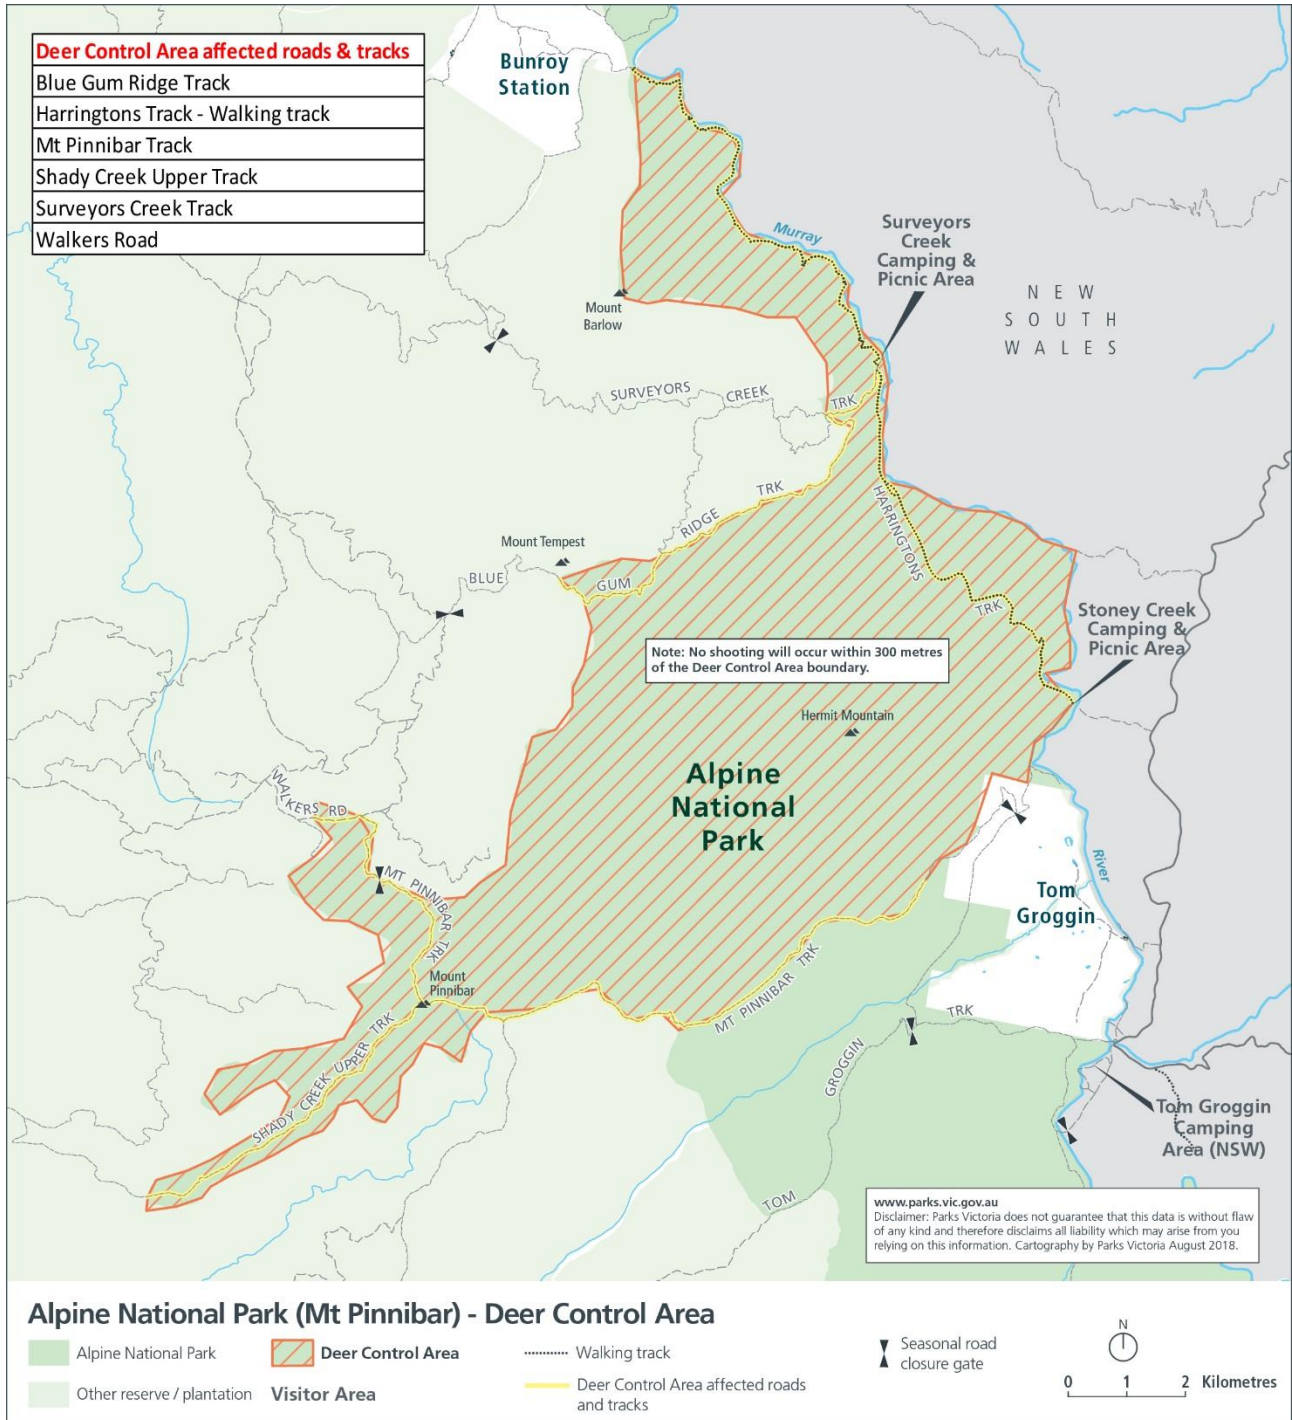 Deer Control Area affected roads & tracks
Blue Gum Ridge Track
Harringtons Track - Walking track
Mt Pinnibar Track
Shady Creek Upper Track
Surveyors Creek Track
Walkers Road
Bunroy
Station
Murray
Surveyors
Creek
Camping &
Picnic Area
NEW
SOUTH
WALES
Mount
Barlow
SURVEYORS CREEK TRK
BLUE GUM RIDGE TRK
HARRINGTONS TRK
Mount Tempest
Stoney Creek
Camping &
Picnic Area
Note: No shooting will occur within 300 metres
of the Deer Control Area boundary.
Hermit Mountain
Alpine
National
Park
WALKERS RD
MT PINNIBAR TRK
River
Tom
Groggin
Mount
Pinnibar
MT PINNIBAR TRK
SHADY CREEK UPPER TRK
TOM GROGGIN TRK
Tom Groggin
Camping
Area (NSW)
www.parks.vic.gov.au
Disclaimer: Parks Victoria does not guarantee that this data is without flaw
of any kind and therefore disclaims all liability which may arise from you
relying on this information. Cartography by Parks Victoria August 2018.
Alpine National Park (Mt Pinnibar) - Deer Control Area
Alpine National Park
Deer Control Area
Walking track
Seasonal road
closure gate
N
Other reserve / plantation
Visitor Area
Deer Control Area affected roads
and tracks
0 1 2 Kilometres